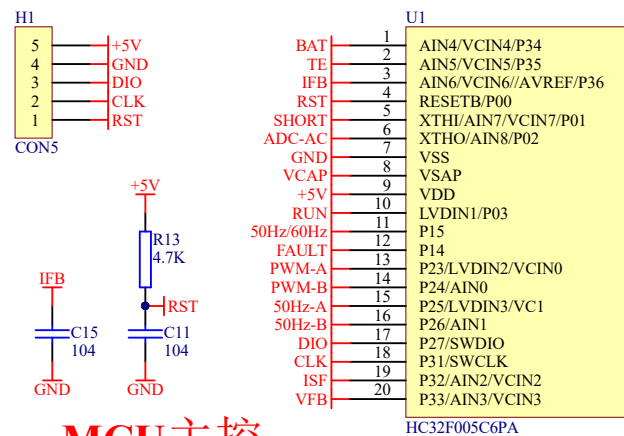 H1
5 +5V
4 GND
3 DIO
2 CLK
1 RST
CON5
+5V
R13
4.7K
RST
IFB
C15
104
GND
C11
104
GND
U1
BAT 1 AIN4/VCIN4/P34
TE 2 AIN5/VCIN5/P35
IFB 3 AIN6/VCIN6//AVREF/P36
RST 4 RESETB/P00
SHORT 5 XTHI/AIN7/VCIN7/P01
ADC-AC 6 XTHO/AIN8/P02
GND 7 VSS
VCAP 8 VSAP
+5V 9 VDD
RUN 10 LVDIN1/P03
50Hz/60Hz 11 P15
FAULT 12 P14
PWM-A 13 P23/LVDIN2/VCIN0
PWM-B 14 P24/AIN0
50Hz-A 15 P25/LVDIN3/VC1
50Hz-B 16 P26/AIN1
DIO 17 P27/SWDIO
CLK 18 P31/SWCLK
ISF 19 P32/AIN2/VCIN2
VFB 20 P33/AIN3/VCIN3
HC32F005C6PA
MCU主控